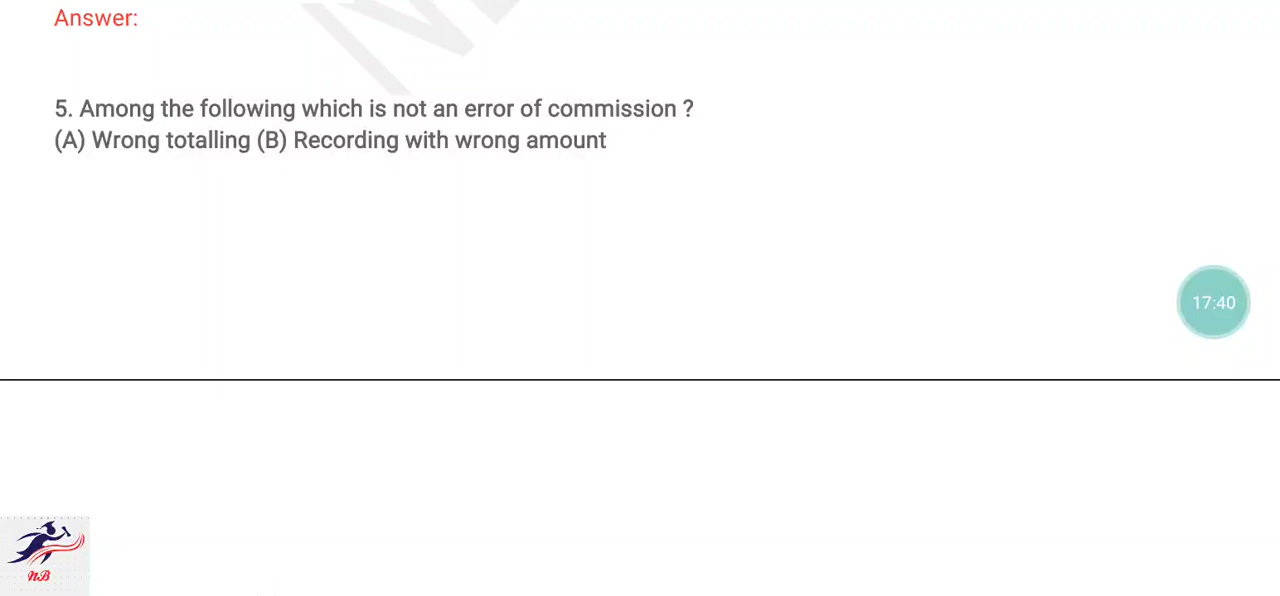 Answer:
5. Among the following which is not an error of commission ?
(A) Wrong totalling (B) Recording with wrong amount
17:40
NB